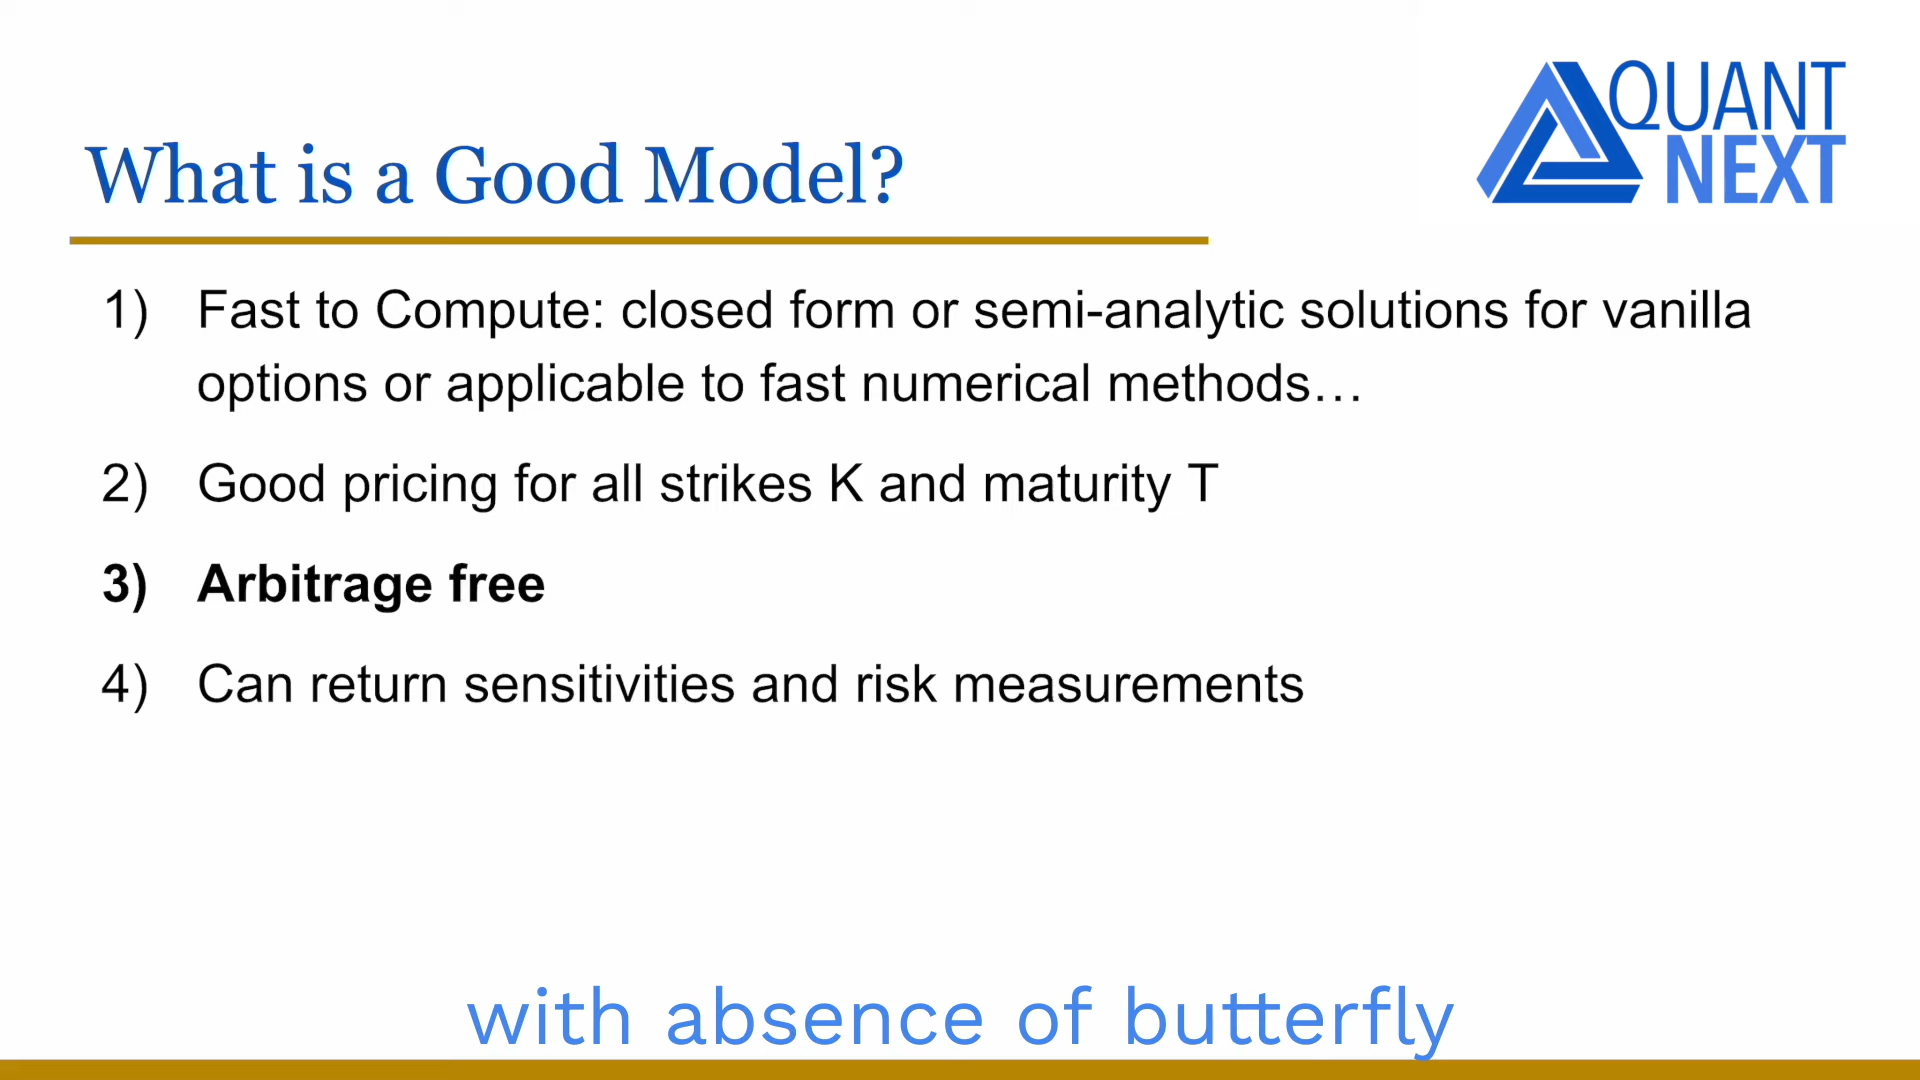 QUANT
NEXT
What is a Good Model?
1) Fast to Compute: closed form or semi-analytic solutions for vanilla
options or applicable to fast numerical methods…
2) Good pricing for all strikes K and maturity T
3) Arbitrage free
4) Can return sensitivities and risk measurements
with absence of butterfly